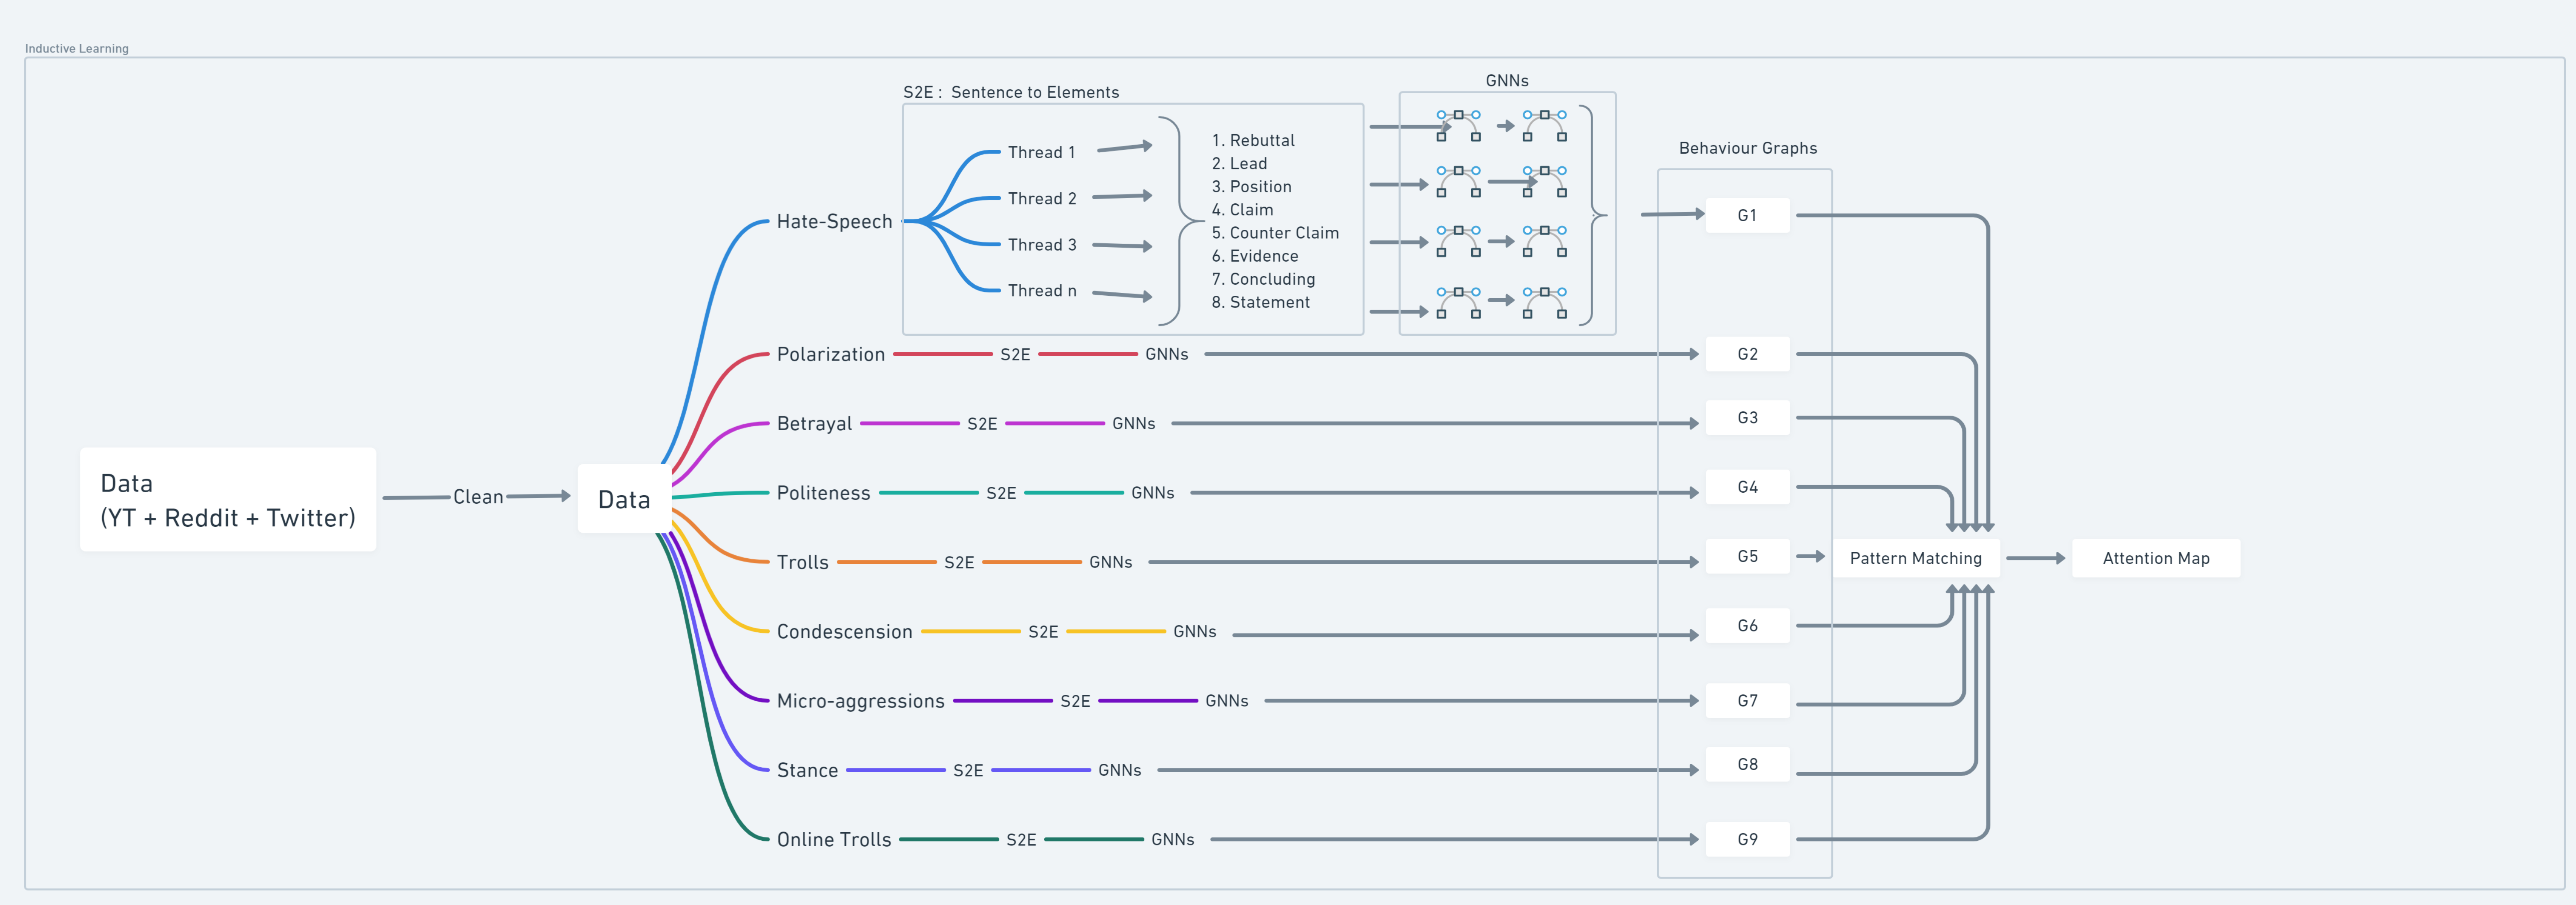 Inductive Learning
S2E : Sentence to Elements
GNNs
Thread 1
Thread 2
Thread 3
Thread n
1. Rebuttal
2. Lead
3. Position
4. Claim
5. Counter Claim
6. Evidence
7. Concluding
8. Statement
Behaviour Graphs
Hate-Speech
G1
Polarization S2E GNNs G2
Betrayal S2E GNNs G3
Data
(YT + Reddit + Twitter)
Clean
Data
Politeness S2E GNNs G4
Trolls S2E GNNs G5
Pattern Matching
Attention Map
Condescension S2E GNNs G6
Micro-aggressions S2E GNNs G7
Stance S2E GNNs G8
Online Trolls S2E GNNs G9